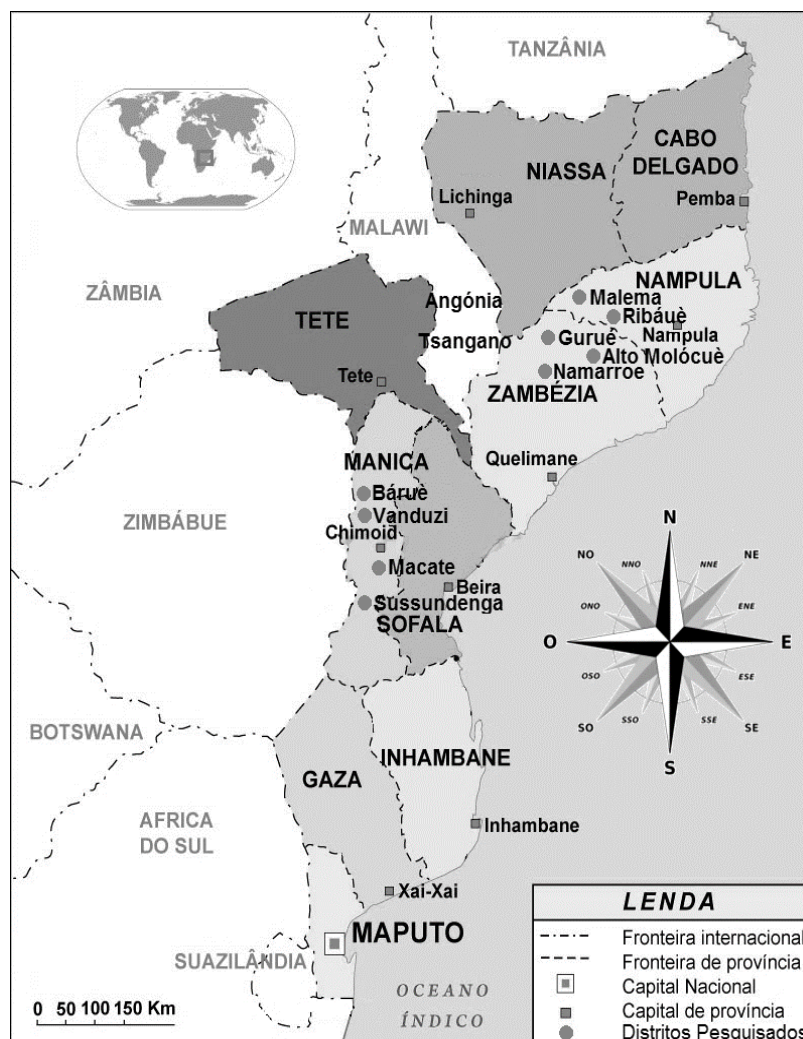 TANZÂNIA
CABO
DELGADO
NIASSA
Lichinga
Pemba
MALAWI
ZÂMBIA
NAMPULA
Angónia
Malema
TETE
Ribáuè
Tsangano
Nampula
Guruè
Alto Molócuè
Tete
Namarroe
ZAMBÉZIA
MANICA
Quelimane
Báruè
Vanduzi
ZIMBÁBUE
Chimoid
Macate
Beira
Sussundenga
SOFALA
N
NNO
NNE
NO
NE
ONO
ENE
O
E
OSO
ESE
SO
SSO
SSE
SE
S
BOTSWANA
INHAMBANE
GAZA
AFRICA
DO SUL
Inhambane
Xai-Xai
MAPUTO
SUAZILÂNDIA
OCEANO
ÍNDICO
0 50 100 150 Km
LENDA
Fronteira internacional
Fronteira de província
Capital Nacional
Capital de província
Distritos Pesquisados